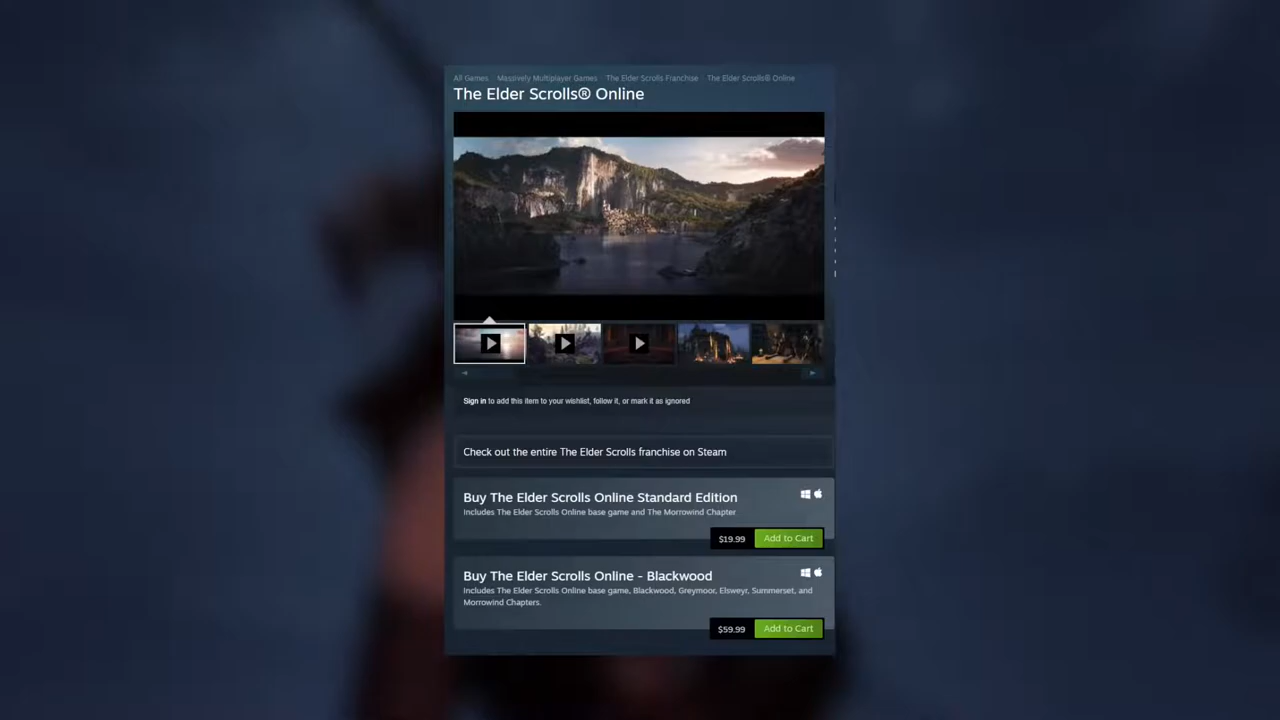 All Games Massively Multiplayer Games The Elder Scrolls Franchise The Elder Scrolls® Online
The Elder Scrolls® Online
Sign in to add this item to your wishlist, follow it, or mark it as ignored
Check out the entire The Elder Scrolls franchise on Steam
Buy The Elder Scrolls Online Standard Edition
Includes The Elder Scrolls Online base game and The Morrowind Chapter
$19.99 Add to Cart
Buy The Elder Scrolls Online - Blackwood
Includes The Elder Scrolls Online base game, Blackwood, Greymoor, Elsweyr, Summerset, and
Morrowind Chapters.
$59.99 Add to Cart